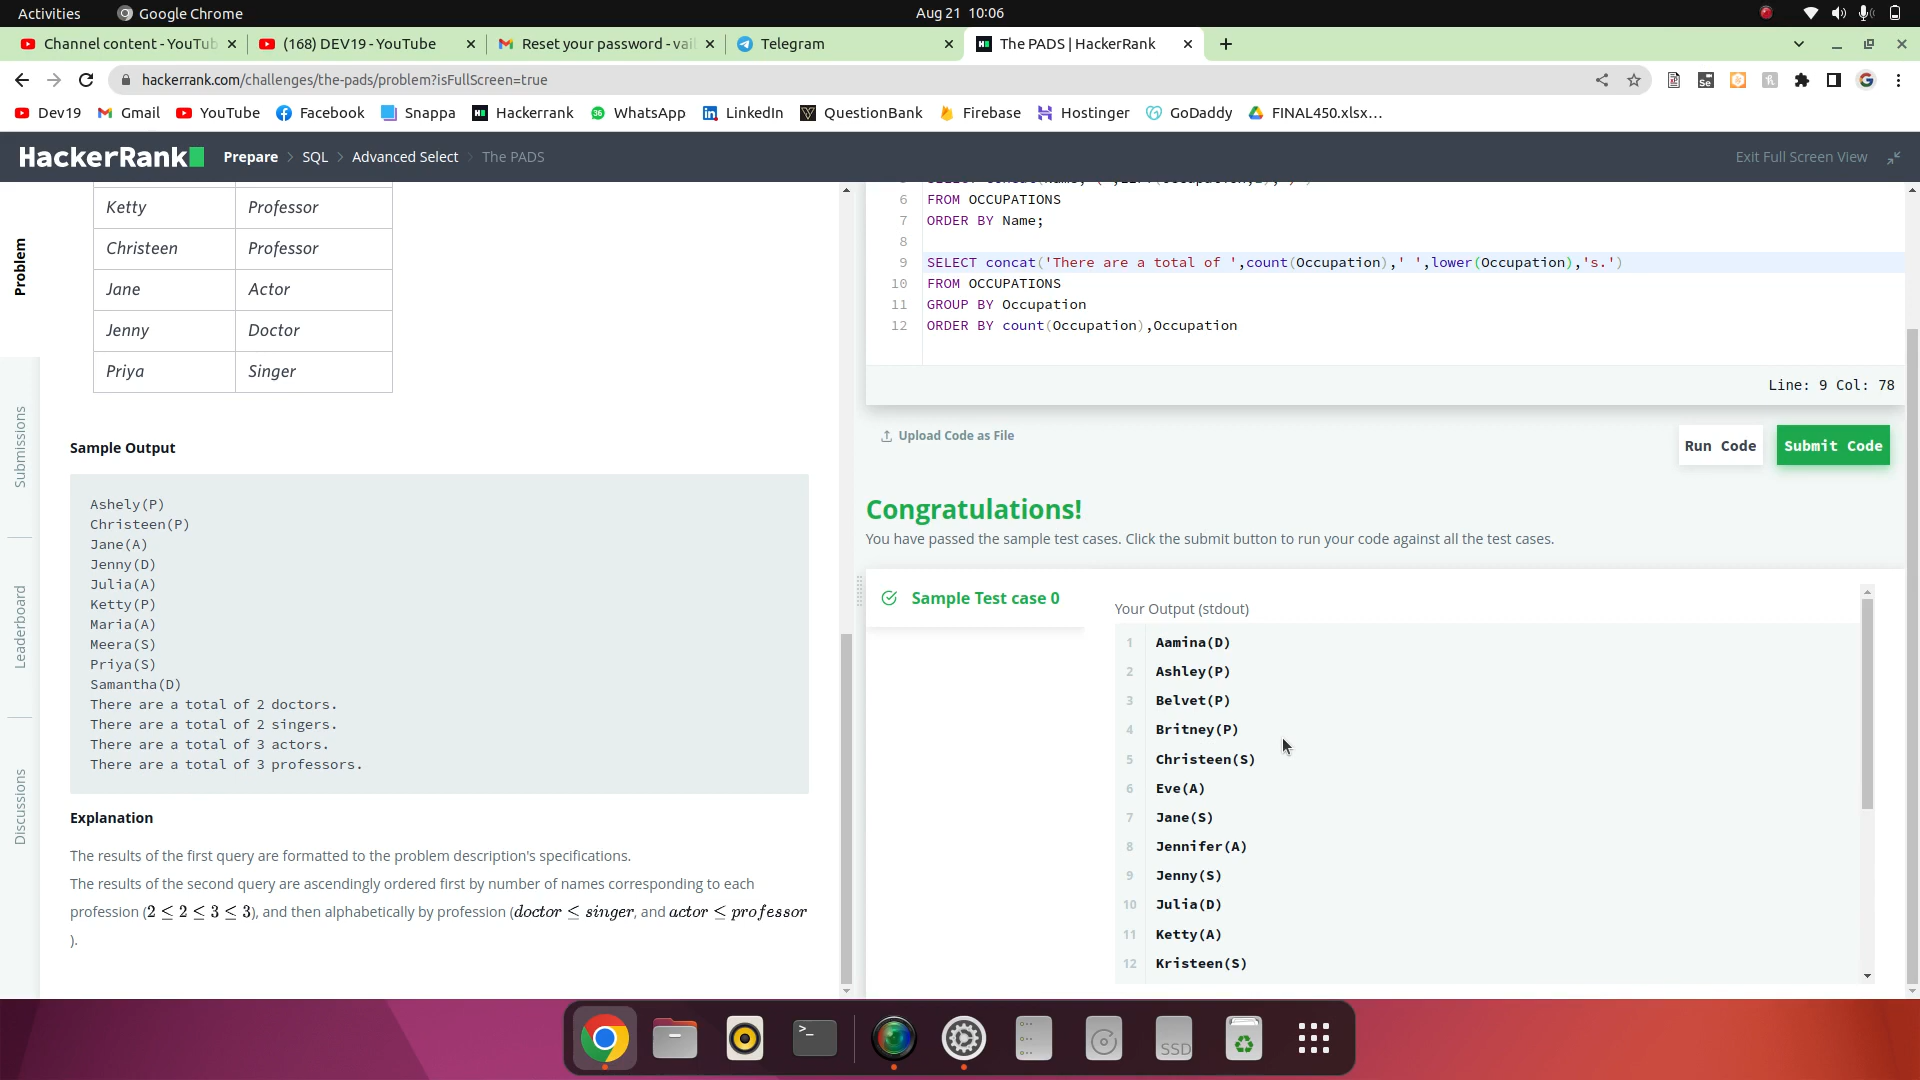 Activities
Google Chrome
Aug 21 10:06
Channel content - YouTub
(168) DEV19 - YouTube
Reset your password - vail
Telegram
The PADS | HackerRank
hackerrank.com/challenges/the-pads/problem?isFullScreen=true
Dev19
Gmail
YouTube
Facebook
Snappa
Hackerrank
WhatsApp
LinkedIn
QuestionBank
Firebase
Hostinger
GoDaddy
FINAL450.xlsx...
HackerRank
Prepare > SQL > Advanced Select > The PADS
Exit Full Screen View
Problem
Submissions
Leaderboard
Discussions
Ketty Professor
Christeen Professor
Jane Actor
Jenny Doctor
Priya Singer
Sample Output
Ashely(P)
Christeen(P)
Jane(A)
Jenny(D)
Julia(A)
Ketty(P)
Maria(A)
Meera(S)
Priya(S)
Samantha(D)
There are a total of 2 doctors.
There are a total of 2 singers.
There are a total of 3 actors.
There are a total of 3 professors.
Explanation
The results of the first query are formatted to the problem description's specifications.
The results of the second query are ascendingly ordered first by number of names corresponding to each
profession (2 ≤ 2 ≤ 3 ≤ 3), and then alphabetically by profession (doctor ≤ singer, and actor ≤ professor
).
6 FROM OCCUPATIONS
7 ORDER BY Name;
8
9 SELECT concat('There are a total of ',count(Occupation),' ',lower(Occupation),'s.')
10 FROM OCCUPATIONS
11 GROUP BY Occupation
12 ORDER BY count(Occupation),Occupation
Line: 9 Col: 78
Upload Code as File
Run Code
Submit Code
Congratulations!
You have passed the sample test cases. Click the submit button to run your code against all the test cases.
Sample Test case 0
Your Output (stdout)
1 Aamina(D)
2 Ashley(P)
3 Belvet(P)
4 Britney(P)
5 Christeen(S)
6 Eve(A)
7 Jane(S)
8 Jennifer(A)
9 Jenny(S)
10 Julia(D)
11 Ketty(A)
12 Kristeen(S)
SSD